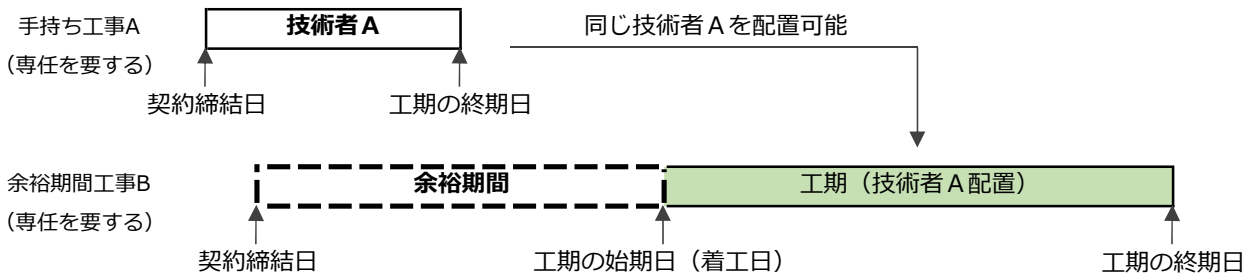 手持ち工事A
（専任を要する）
技術者Ａ
同じ技術者Ａを配置可能
契約締結日
工期の終期日
余裕期間工事B
（専任を要する）
余裕期間
工期（技術者Ａ配置）
契約締結日
工期の始期日（着工日）
工期の終期日